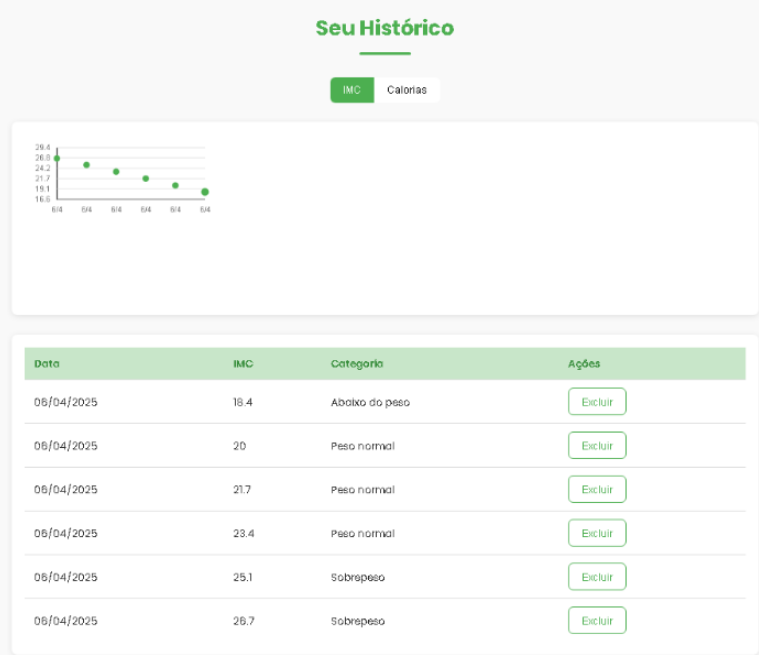 Seu Histórico
IMC Calorias
29.4
26.8
24.2
21.7
19.1
16.6
6/4 6/4 6/4 6/4 6/4 6/4
Data IMC Categoria Ações
06/04/2025 18.4 Abaixo do peso Excluir
06/04/2025 20 Peso normal Excluir
06/04/2025 21.7 Peso normal Excluir
06/04/2025 23.4 Peso normal Excluir
06/04/2025 25.1 Sobrepeso Excluir
06/04/2025 26.7 Sobrepeso Excluir